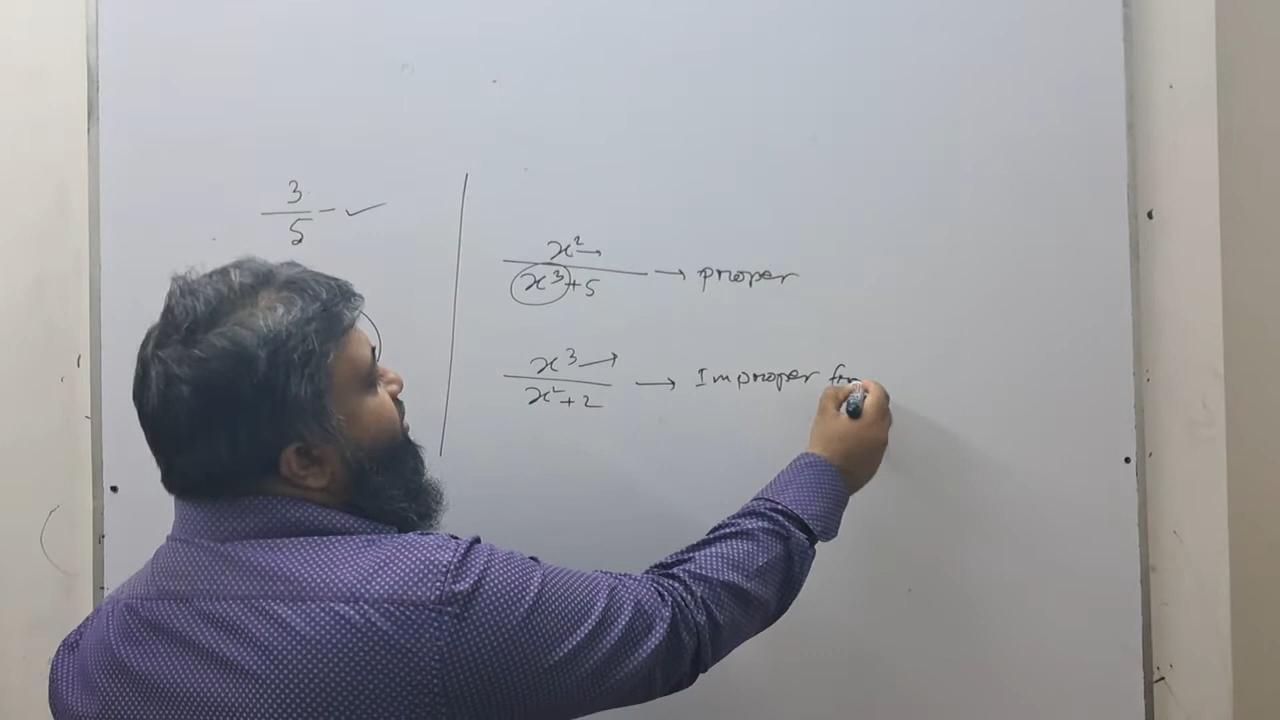 3
5 - ✓
x² →
x³ + 5 → proper
x³ →
x² + 2 → Improper